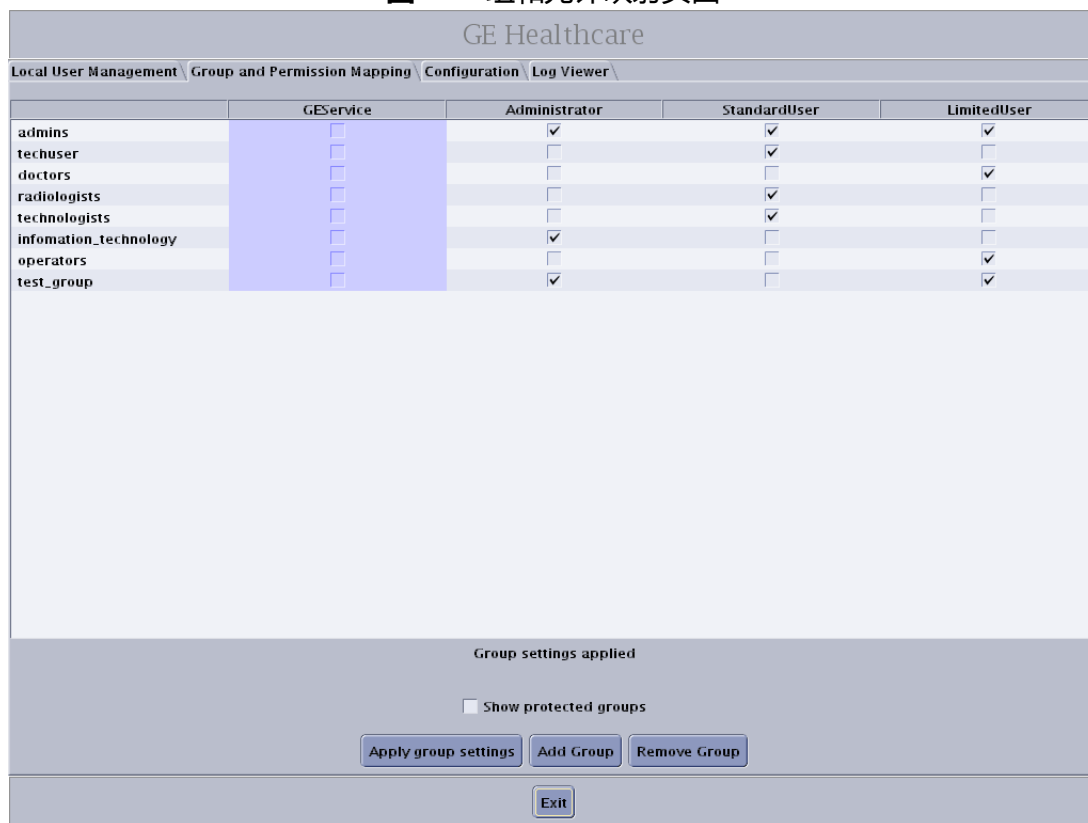 GE Healthcare
Local User Management Group and Permission Mapping Configuration Log Viewer
GEService Administrator StandardUser LimitedUser
admins
techuser
doctors
radiologists
technologists
infomation_technology
operators
test_group
Group settings applied
Show protected groups
Apply group settings Add Group Remove Group
Exit